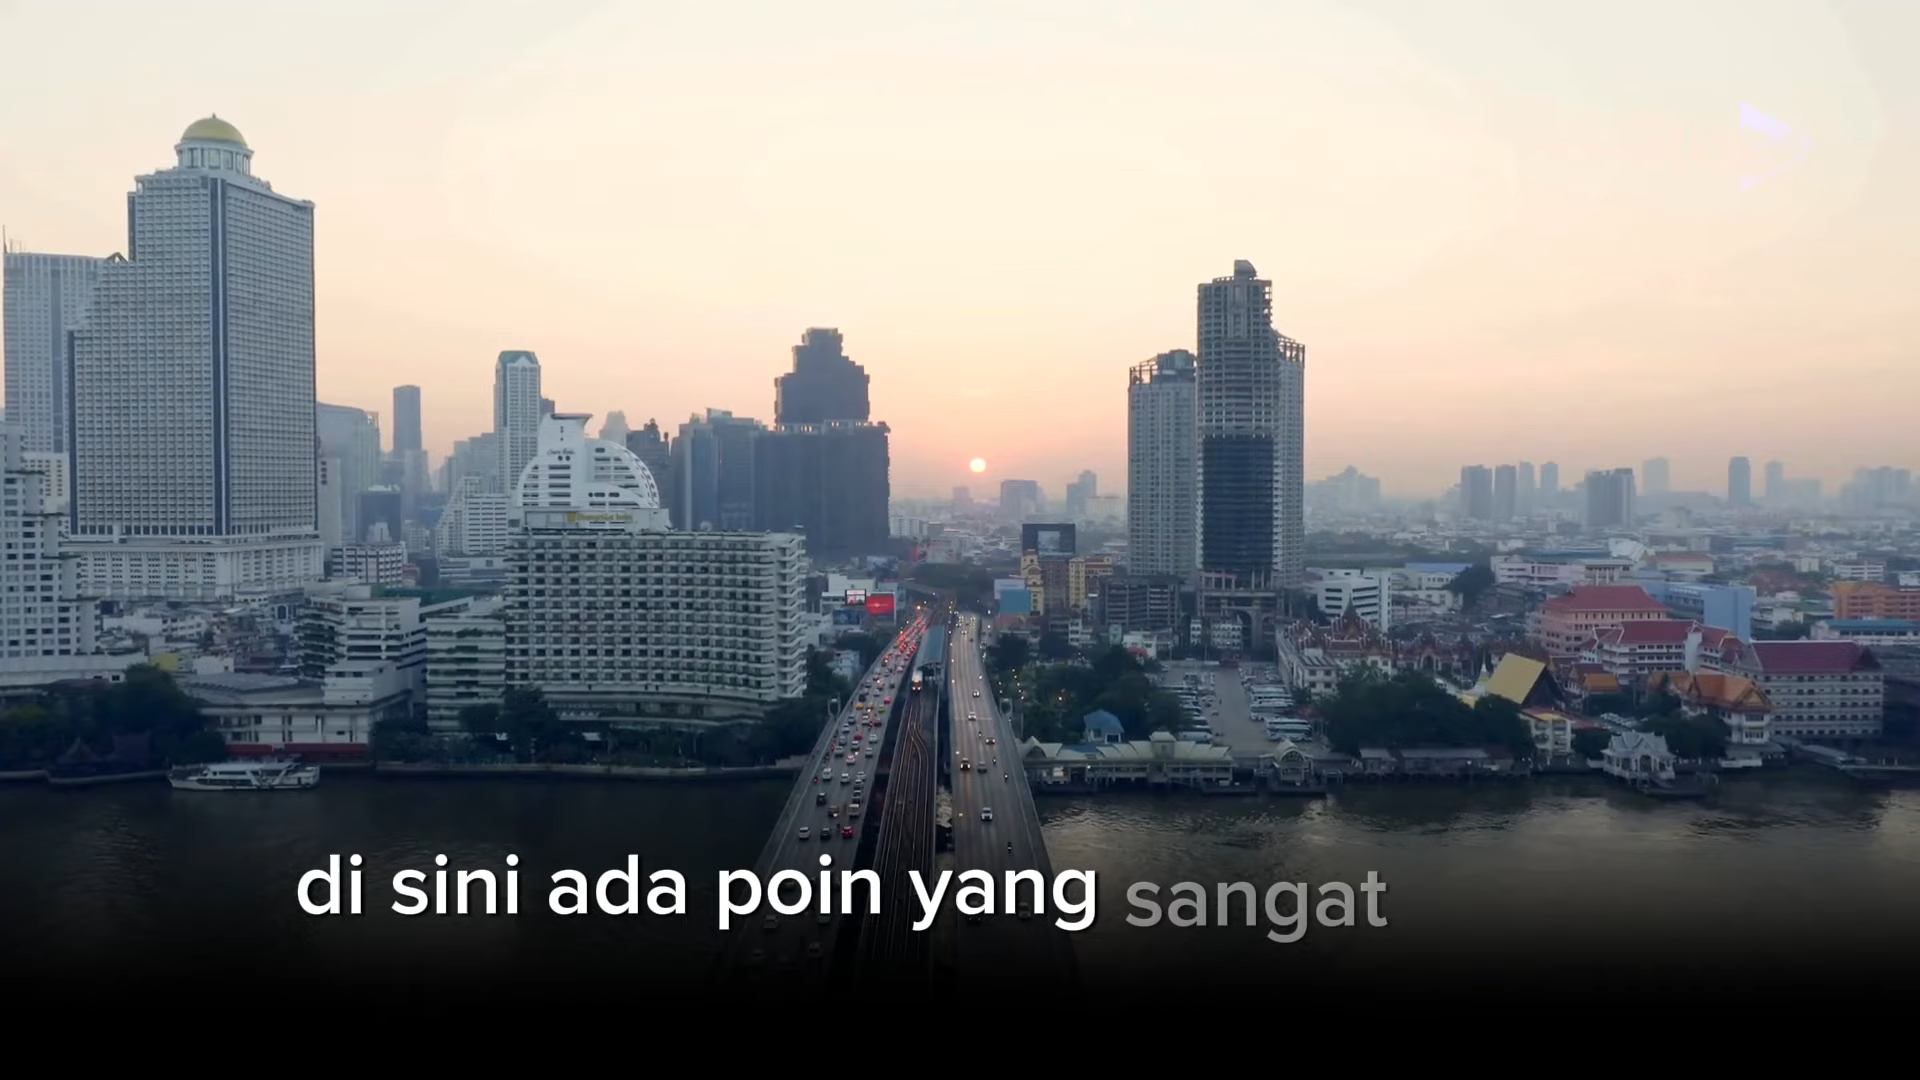 di sini ada poin yang sangat